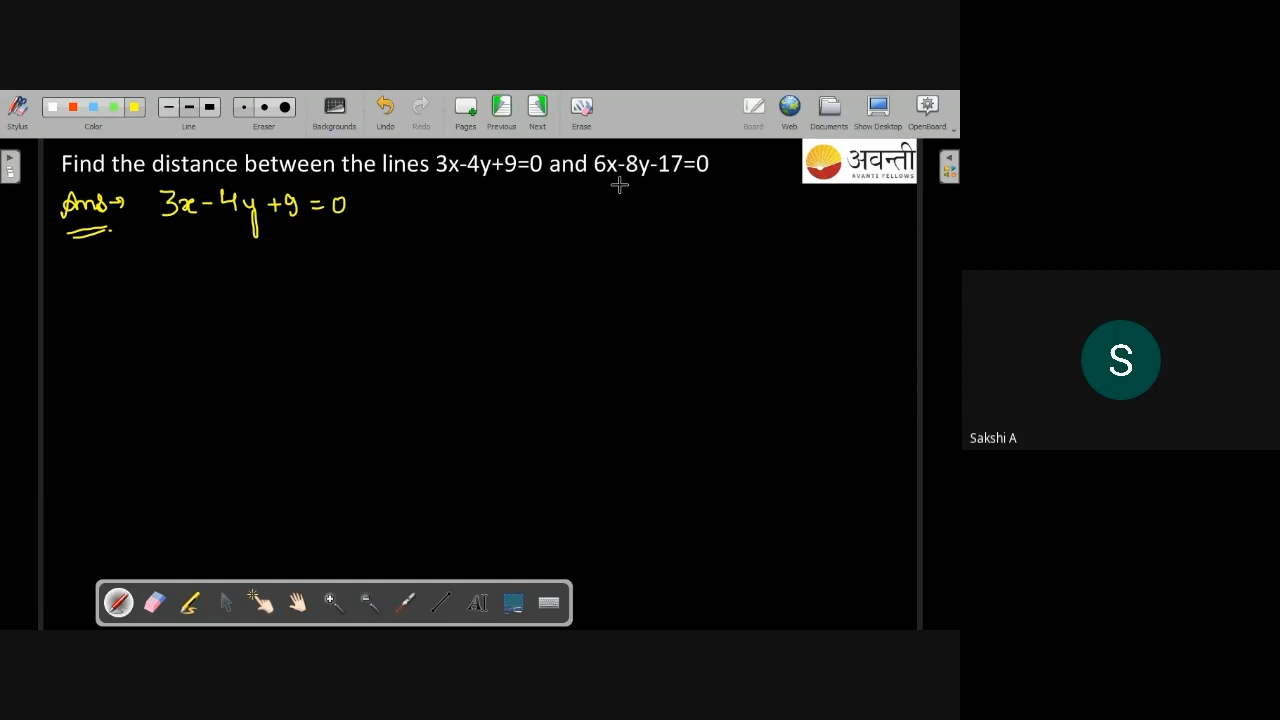 Stylus
Color
Line
Eraser
Backgrounds
Undo
Redo
Pages
Previous
Next
Erase
Board
Web
Documents
Show Desktop
OpenBoard
Find the distance between the lines 3x-4y+9=0 and 6x-8y-17=0
अवन्ती
AVANTI FELLOWS
Ans→ 3x - 4y + 9 = 0
S
Sakshi A
AI